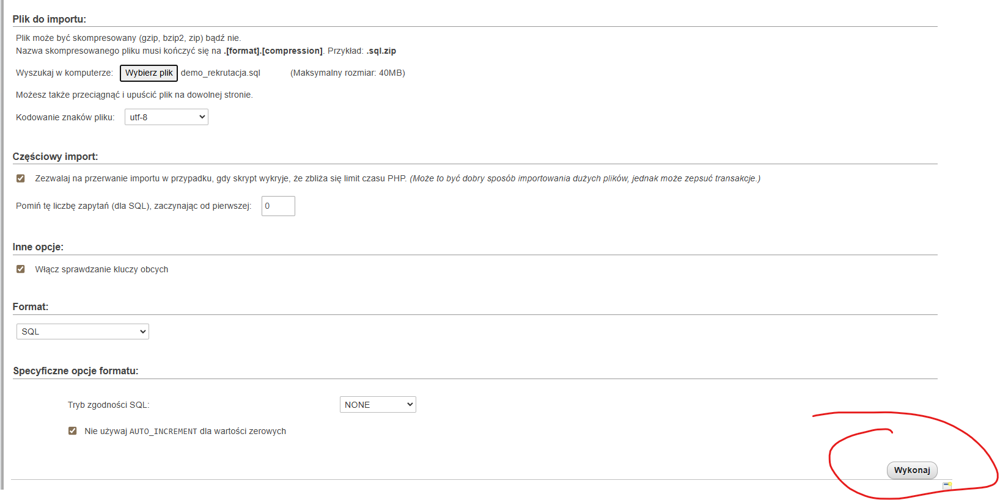 Plik do importu:
Plik może być skompresowany (gzip, bzip2, zip) bądź nie.
Nazwa skompresowanego pliku musi kończyć się na .[format].[compression]. Przykład: .sql.zip
Wyszukaj w komputerze: Wybierz plik demo_rekrutacja.sql (Maksymalny rozmiar: 40MB)
Możesz także przeciągnąć i upuścić plik na dowolnej stronie.
Kodowanie znaków pliku: utf-8
Częściowy import:
Zezwalaj na przerwanie importu w przypadku, gdy skrypt wykryje, że zbliża się limit czasu PHP. (Może to być dobry sposób importowania dużych plików, jednak może zepsuć transakcje.)
Pomiń tę liczbę zapytań (dla SQL), zaczynając od pierwszej: 0
Inne opcje:
Włącz sprawdzanie kluczy obcych
Format:
SQL
Specyficzne opcje formatu:
Tryb zgodności SQL: NONE
Nie używaj AUTO_INCREMENT dla wartości zerowych
Wykonaj